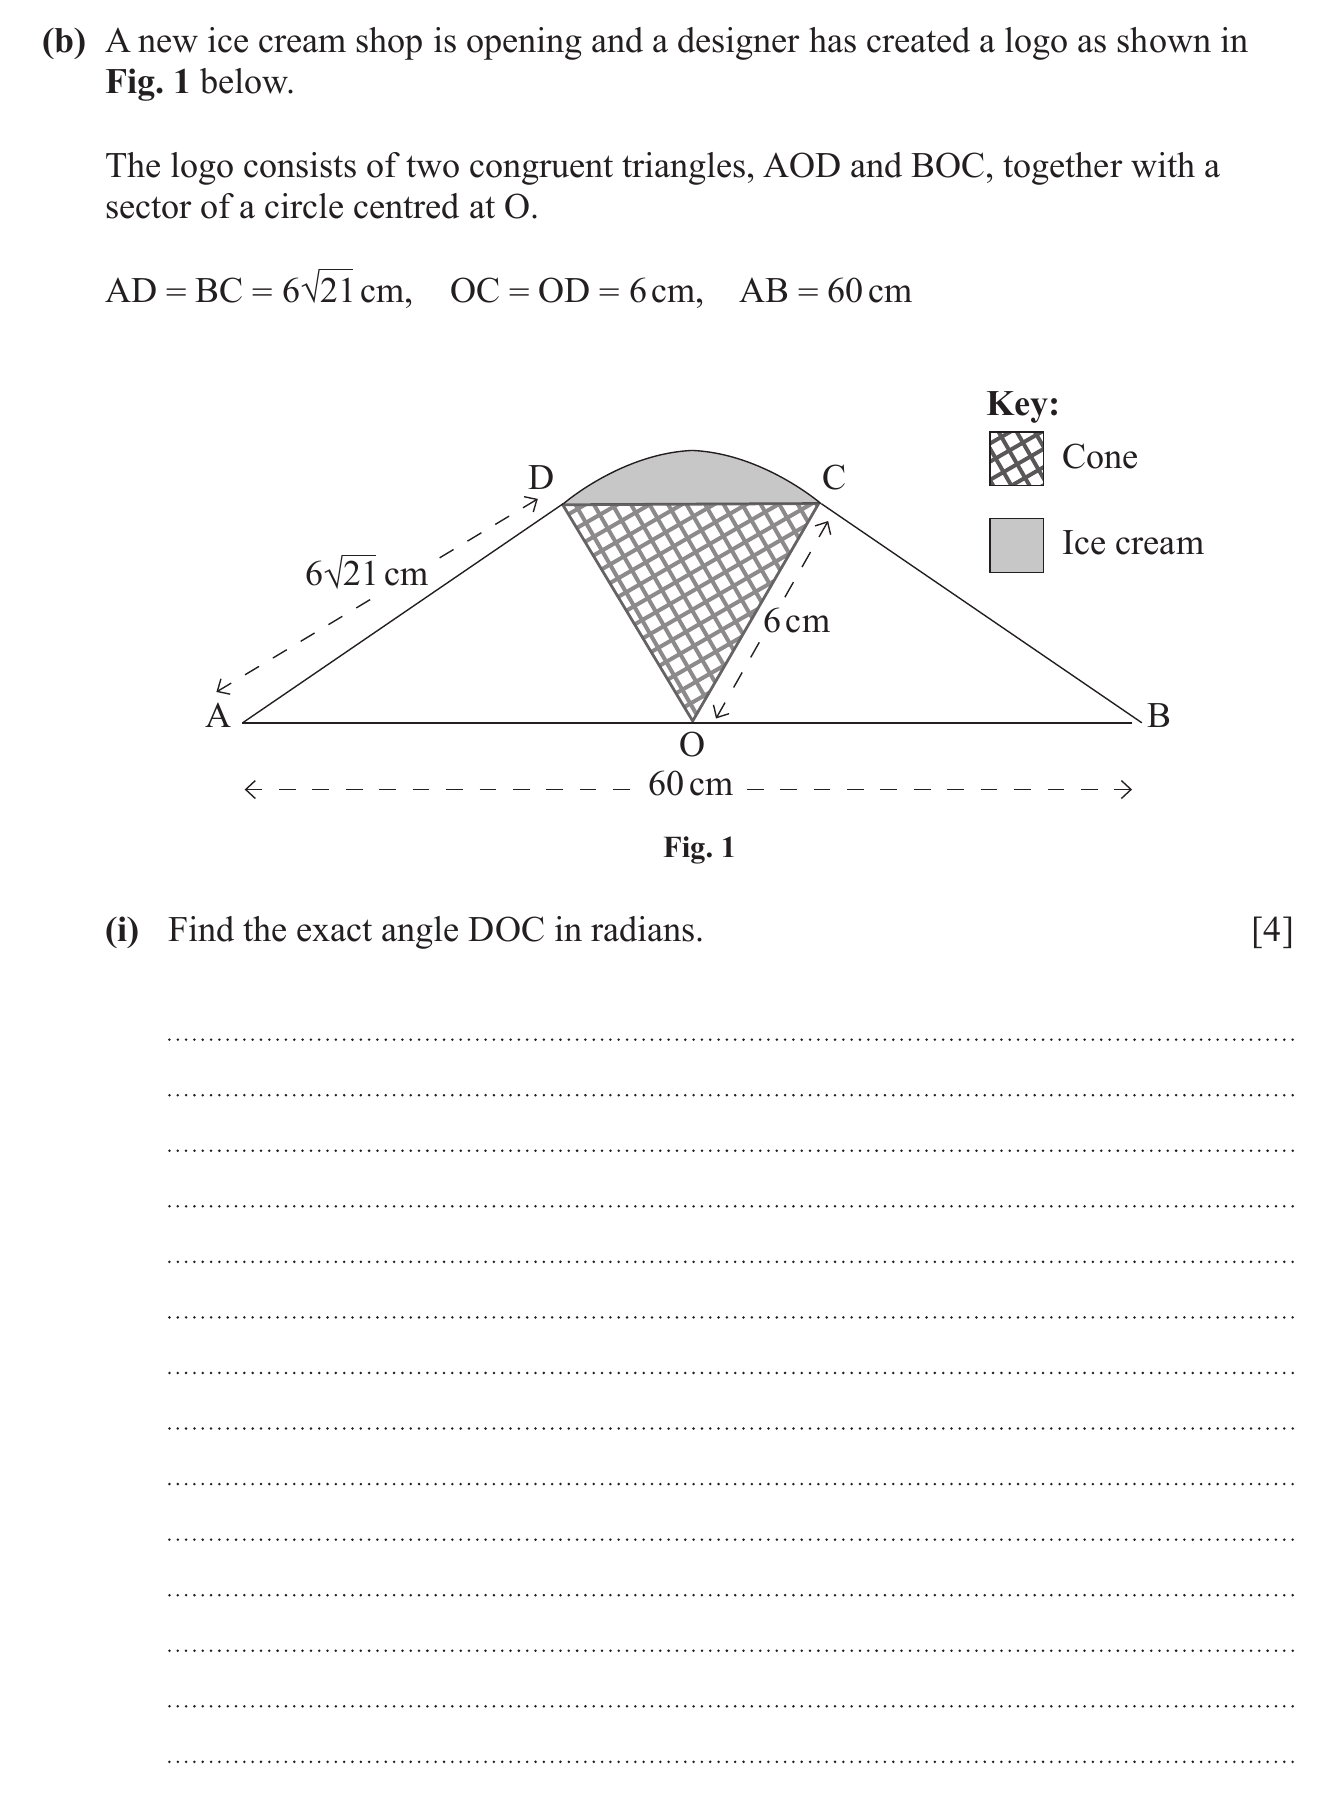 (b) A new ice cream shop is opening and a designer has created a logo as shown in
Fig. 1 below.
The logo consists of two congruent triangles, AOD and BOC, together with a
sector of a circle centred at O.
AD = BC = 6√21 cm, OC = OD = 6 cm, AB = 60 cm
Key:
Cone
Ice cream
D
C
6√21 cm
6 cm
A
B
O
60 cm
Fig. 1
(i) Find the exact angle DOC in radians. [4]